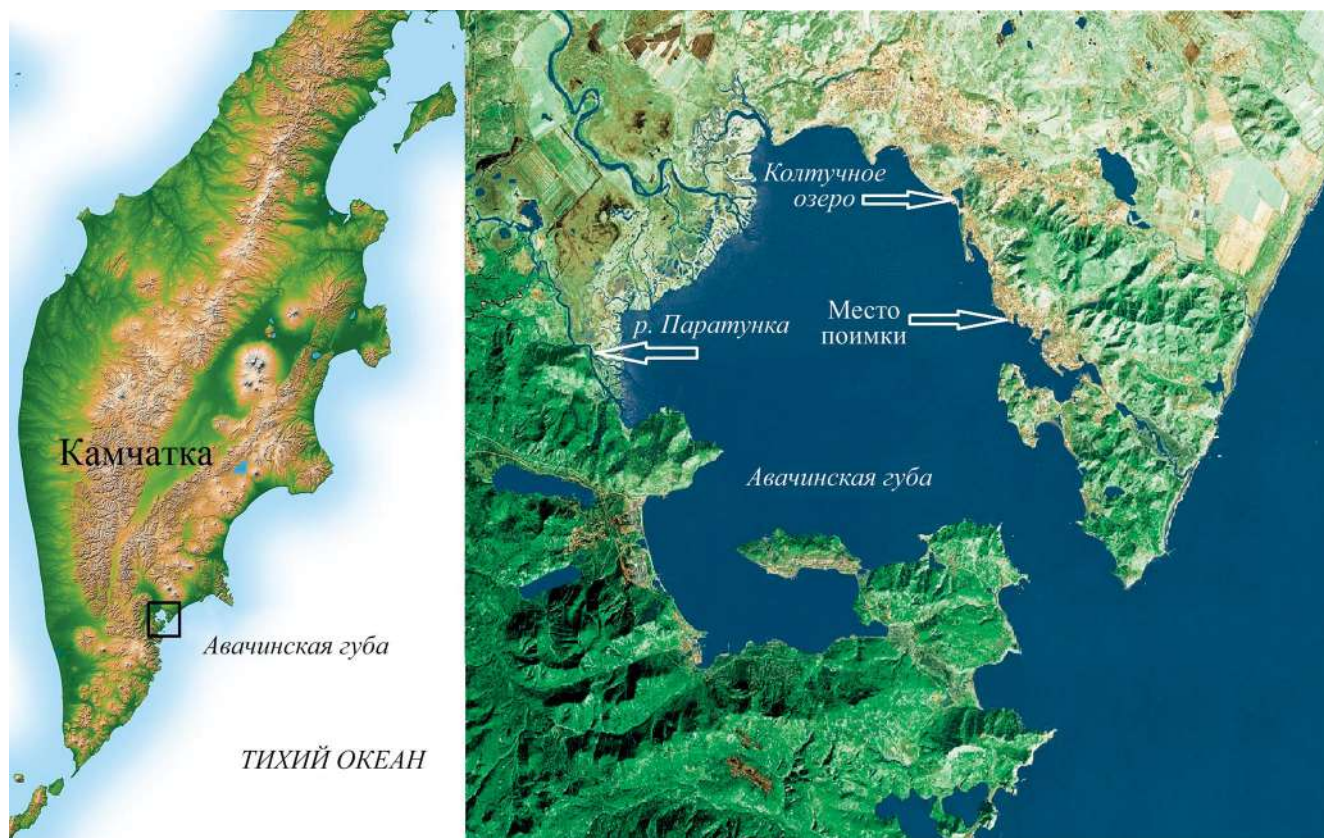 Камчатка
Авачинская губа
ТИХИЙ ОКЕАН
Колтучное
озеро
Место
поимки
р. Паратунка
Авачинская губа